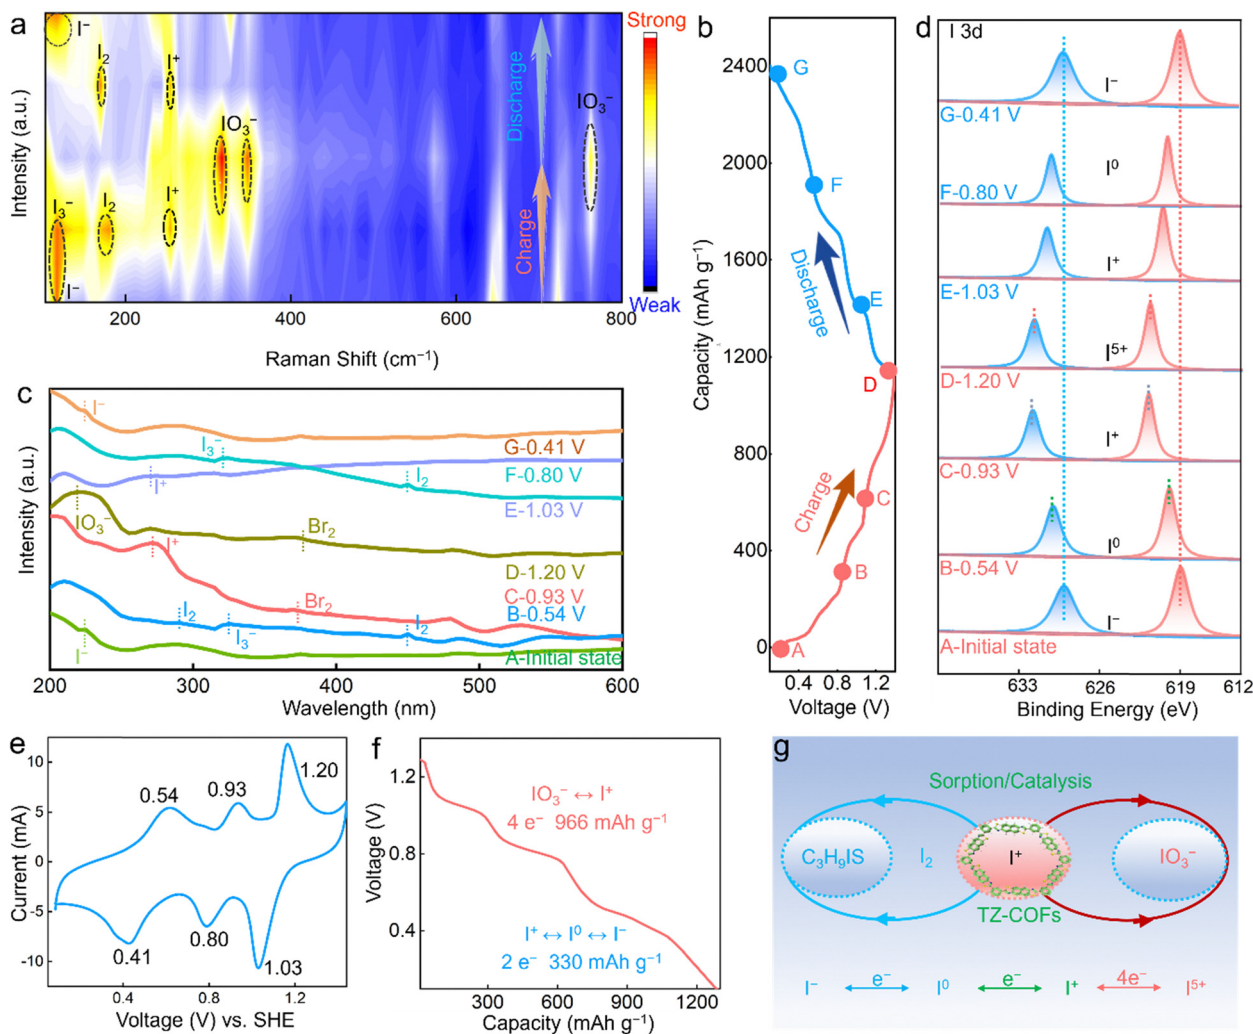 a
Strong
Weak
I⁻
I₂
I⁺
IO₃⁻
IO₃⁻
I₃⁻
I₂
I⁺
I⁻
Discharge
Charge
Intensity (a.u.)
200 400 600 800
Raman Shift (cm⁻¹)
b
2400
2000
1600
1200
800
400
0
Capacity (mAh g⁻¹)
G
F
E
D
C
B
A
Discharge
Charge
0.4 0.8 1.2
Voltage (V)
c
I⁻
G-0.41 V
I₃⁻
I₂
F-0.80 V
I⁺
E-1.03 V
IO₃⁻
Br₂
D-1.20 V
I⁺
Br₂
C-0.93 V
I₂
I₃⁻
I₂
B-0.54 V
I⁻
A-Initial state
Intensity (a.u.)
200 300 400 500 600
Wavelength (nm)
d
I 3d
I⁻
G-0.41 V
I⁰
F-0.80 V
I⁺
E-1.03 V
I⁵⁺
D-1.20 V
I⁺
C-0.93 V
I⁰
B-0.54 V
I⁻
A-Initial state
633 626 619 612
Binding Energy (eV)
e
10
5
0
-5
-10
Current (mA)
0.54
0.93
1.20
0.41
0.80
1.03
0.4 0.8 1.2
Voltage (V) vs. SHE
f
1.2
0.8
0.4
Voltage (V)
IO₃⁻ ↔ I⁺
4 e⁻ 966 mAh g⁻¹
I⁺ ↔ I⁰ ↔ I⁻
2 e⁻ 330 mAh g⁻¹
300 600 900 1200
Capacity (mAh g⁻¹)
g
Sorption/Catalysis
C₃H₉IS
I₂
I⁺
IO₃⁻
TZ-COFs
I⁻ e⁻ I⁰ e⁻ I⁺ 4e⁻ I⁵⁺